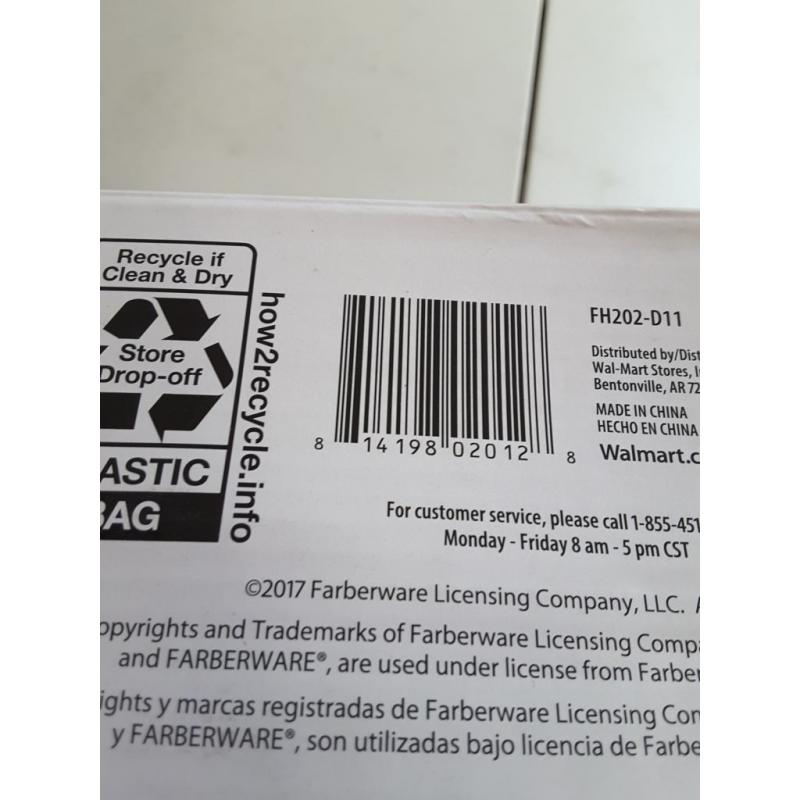 Recycle if
Clean & Dry
Store
Drop-off
ASTIC
BAG
how2recycle.info
8 14198 02012 8
FH202-D11
Distributed by/Dist
Wal-Mart Stores, I
Bentonville, AR 72
MADE IN CHINA
HECHO EN CHINA
Walmart.c
For customer service, please call 1-855-451
Monday - Friday 8 am - 5 pm CST
©2017 Farberware Licensing Company, LLC.
opyrights and Trademarks of Farberware Licensing Comp
and FARBERWARE®, are used under license from Farber
ights y marcas registradas de Farberware Licensing Con
y FARBERWARE®, son utilizadas bajo licencia de Farbe